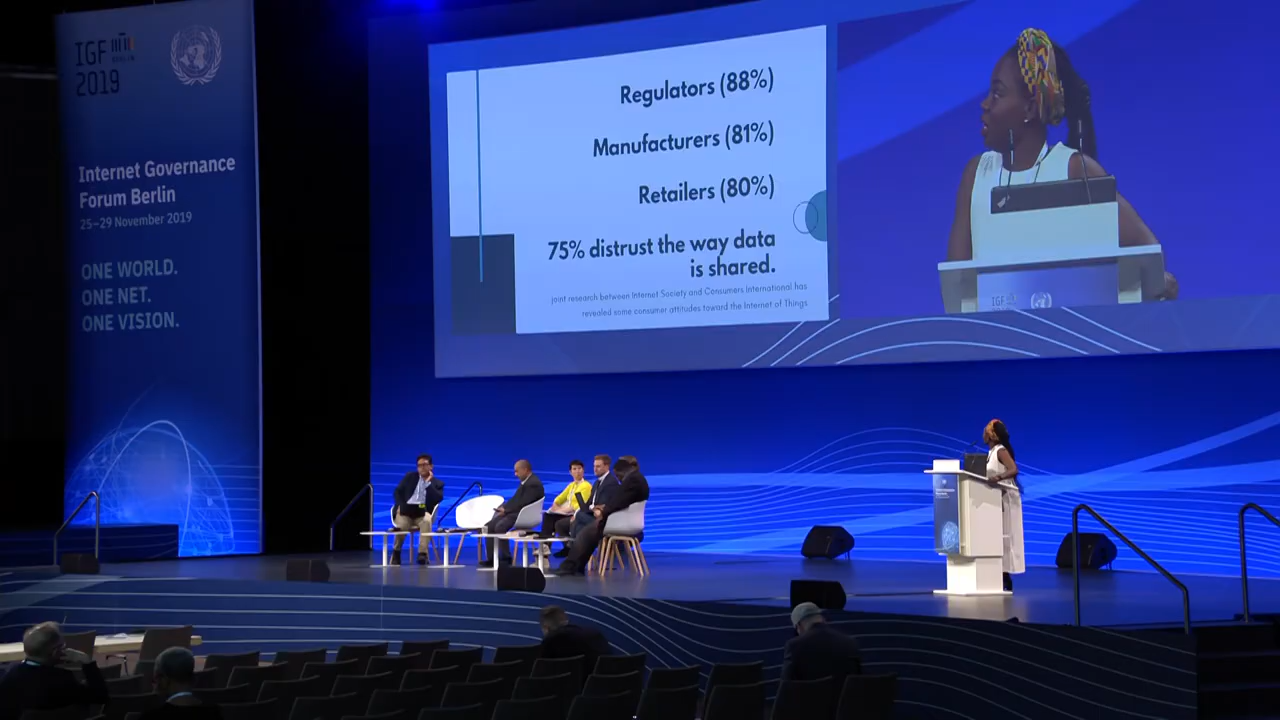 IGF
BERLIN
2019
Internet Governance
Forum Berlin
25–29 November 2019
ONE WORLD.
ONE NET.
ONE VISION.
Regulators (88%)
Manufacturers (81%)
Retailers (80%)
75% distrust the way data
is shared.
joint research between Internet Society and Consumers International has
revealed some consumer attitudes toward the Internet of Things
IGF